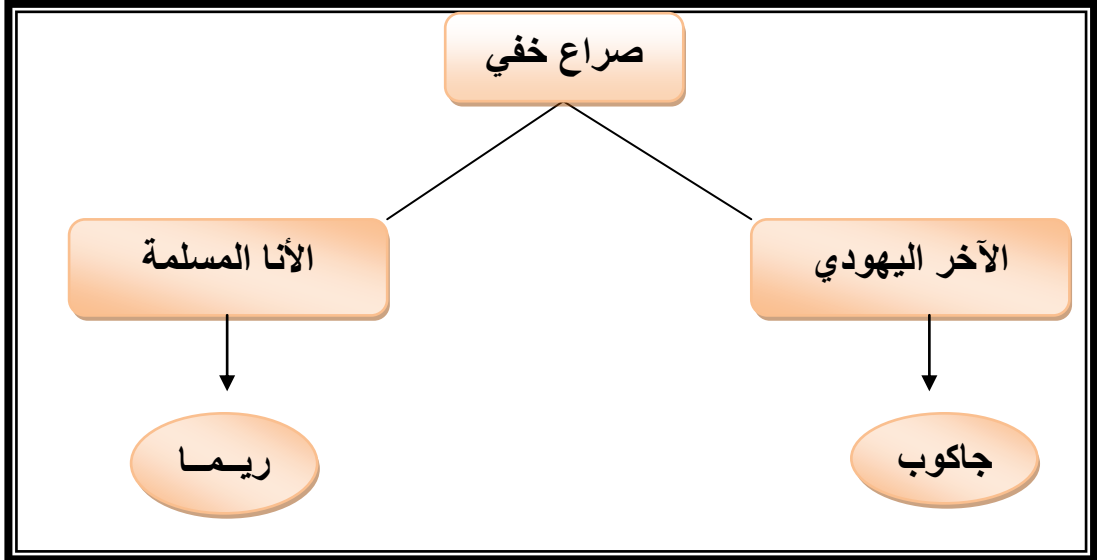 صراع خفي
الآخر اليهودي
الأنا المسلمة
جاكوب
ريـمـا